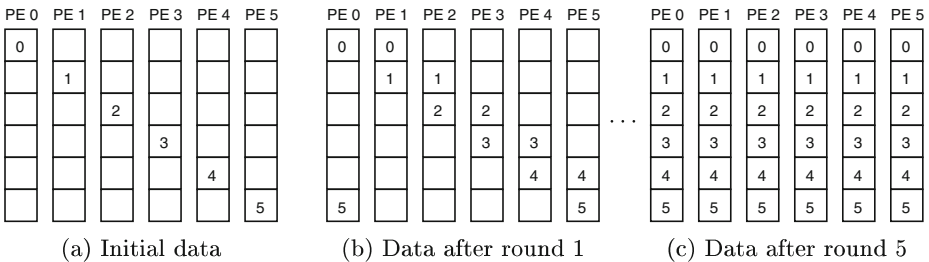 PE 0 PE 1 PE 2 PE 3 PE 4 PE 5
0
1
2
3
4
5
(a) Initial data
PE 0 PE 1 PE 2 PE 3 PE 4 PE 5
0 0
1 1
2 2
3 3
4 4
5 5
(b) Data after round 1
. . .
PE 0 PE 1 PE 2 PE 3 PE 4 PE 5
0 0 0 0 0 0
1 1 1 1 1 1
2 2 2 2 2 2
3 3 3 3 3 3
4 4 4 4 4 4
5 5 5 5 5 5
(c) Data after round 5